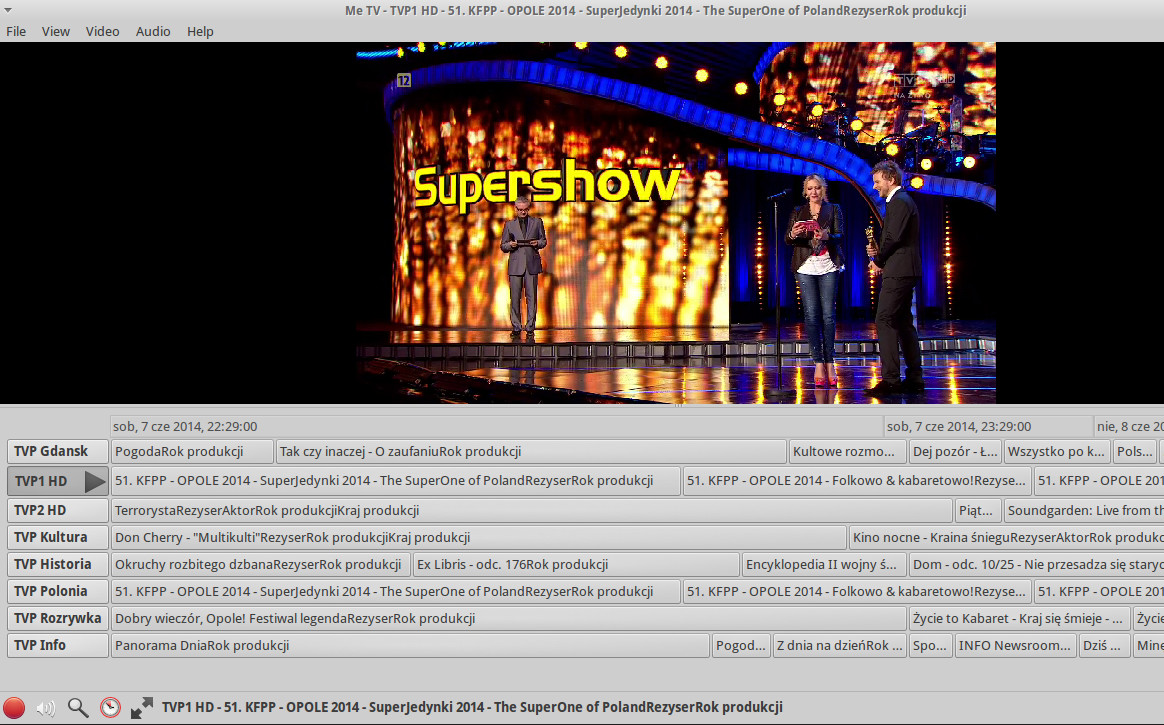 Me TV - TVP1 HD - 51. KFPP - OPOLE 2014 - SuperJedynki 2014 - The SuperOne of PolandRezyserRok produkcji
File View Video Audio Help
12
TVP HD
NA ŻYWO
Supershow
sob, 7 cze 2014, 22:29:00 sob, 7 cze 2014, 23:29:00 nie, 8 cze 20
TVP Gdansk PogodaRok produkcji Tak czy inaczej - O zaufaniuRok produkcji Kultowe rozmo... Dej pozór - Ł... Wszystko po k... Pols...
TVP1 HD 51. KFPP - OPOLE 2014 - SuperJedynki 2014 - The SuperOne of PolandRezyserRok produkcji 51. KFPP - OPOLE 2014 - Folkowo & kabaretowo!Rezyse... 51. KFPP - OPOLE 201
TVP2 HD TerrorystaRezyserAktorRok produkcjiKraj produkcji Piąt... Soundgarden: Live from th
TVP Kultura Don Cherry - "Multikulti"RezyserRok produkcjiKraj produkcji Kino nocne - Kraina śnieguRezyserAktorRok produkc
TVP Historia Okruchy rozbitego dzbanaRezyserRok produkcji Ex Libris - odc. 176Rok produkcji Encyklopedia II wojny ś... Dom - odc. 10/25 - Nie przesadza się staryc
TVP Polonia 51. KFPP - OPOLE 2014 - SuperJedynki 2014 - The SuperOne of PolandRezyserRok produkcji 51. KFPP - OPOLE 2014 - Folkowo & kabaretowo!Rezyse... 51. KFPP - OPOLE 201
TVP Rozrywka Dobry wieczór, Opole! Festiwal legendaRezyserRok produkcji Życie to Kabaret - Kraj się śmieje - ... Życie
TVP Info Panorama DniaRok produkcji Pogod... Z dnia na dzieńRok ... Spo... INFO Newsroom... Dziś ... Mine
TVP1 HD - 51. KFPP - OPOLE 2014 - SuperJedynki 2014 - The SuperOne of PolandRezyserRok produkcji